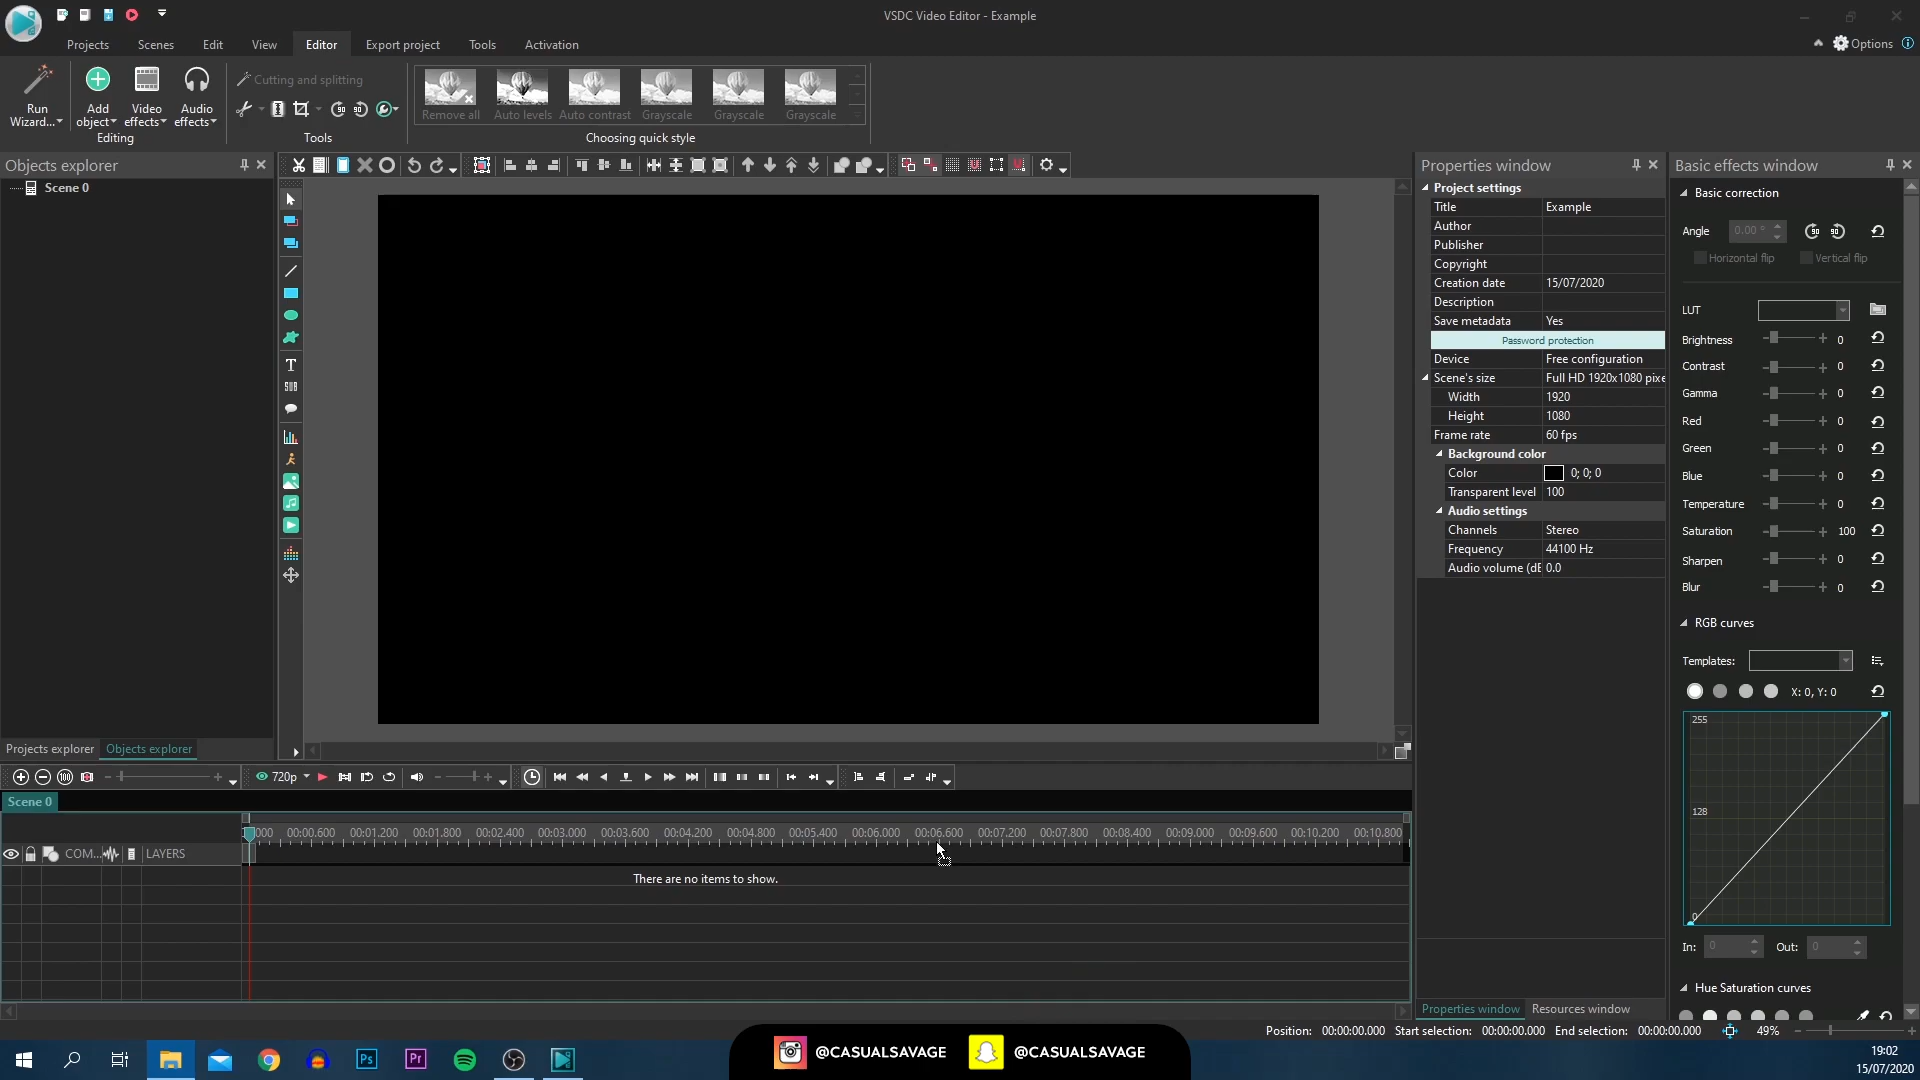 VSDC Video Editor - Example
Projects
Scenes
Edit
View
Editor
Export project
Tools
Activation
Options
Run Wizard...
Add object
Video effects
Audio effects
Editing
Cutting and splitting
Tools
Remove all
Auto levels
Auto contrast
Grayscale
Grayscale
Grayscale
Choosing quick style
Objects explorer
Scene 0
Projects explorer
Objects explorer
T
SUB
Properties window
Project settings
Title Example
Author
Publisher
Copyright
Creation date 15/07/2020
Description
Save metadata Yes
Password protection
Device Free configuration
Scene's size Full HD 1920x1080 pixe
Width 1920
Height 1080
Frame rate 60 fps
Background color
Color 0; 0; 0
Transparent level 100
Audio settings
Channels Stereo
Frequency 44100 Hz
Audio volume (dE 0.0
Properties window
Resources window
Basic effects window
Basic correction
Angle 0.00 °
90 90
Horizontal flip
Vertical flip
LUT
Brightness 0
Contrast 0
Gamma 0
Red 0
Green 0
Blue 0
Temperature 0
Saturation 100
Sharpen 0
Blur 0
RGB curves
Templates:
X: 0, Y: 0
255
128
0
In: 0 Out: 0
Hue Saturation curves
720p
Scene 0
000 00:00.600 00:01.200 00:01.800 00:02.400 00:03.000 00:03.600 00:04.200 00:04.800 00:05.400 00:06.000 00:06.600 00:07.200 00:07.800 00:08.400 00:09.000 00:09.600 00:10.200 00:10.800
COM... LAYERS
There are no items to show.
Position: 00:00:00.000 Start selection: 00:00:00.000 End selection: 00:00:00.000 49%
Ps
Pr
@CASUALSAVAGE
@CASUALSAVAGE
19:02
15/07/2020